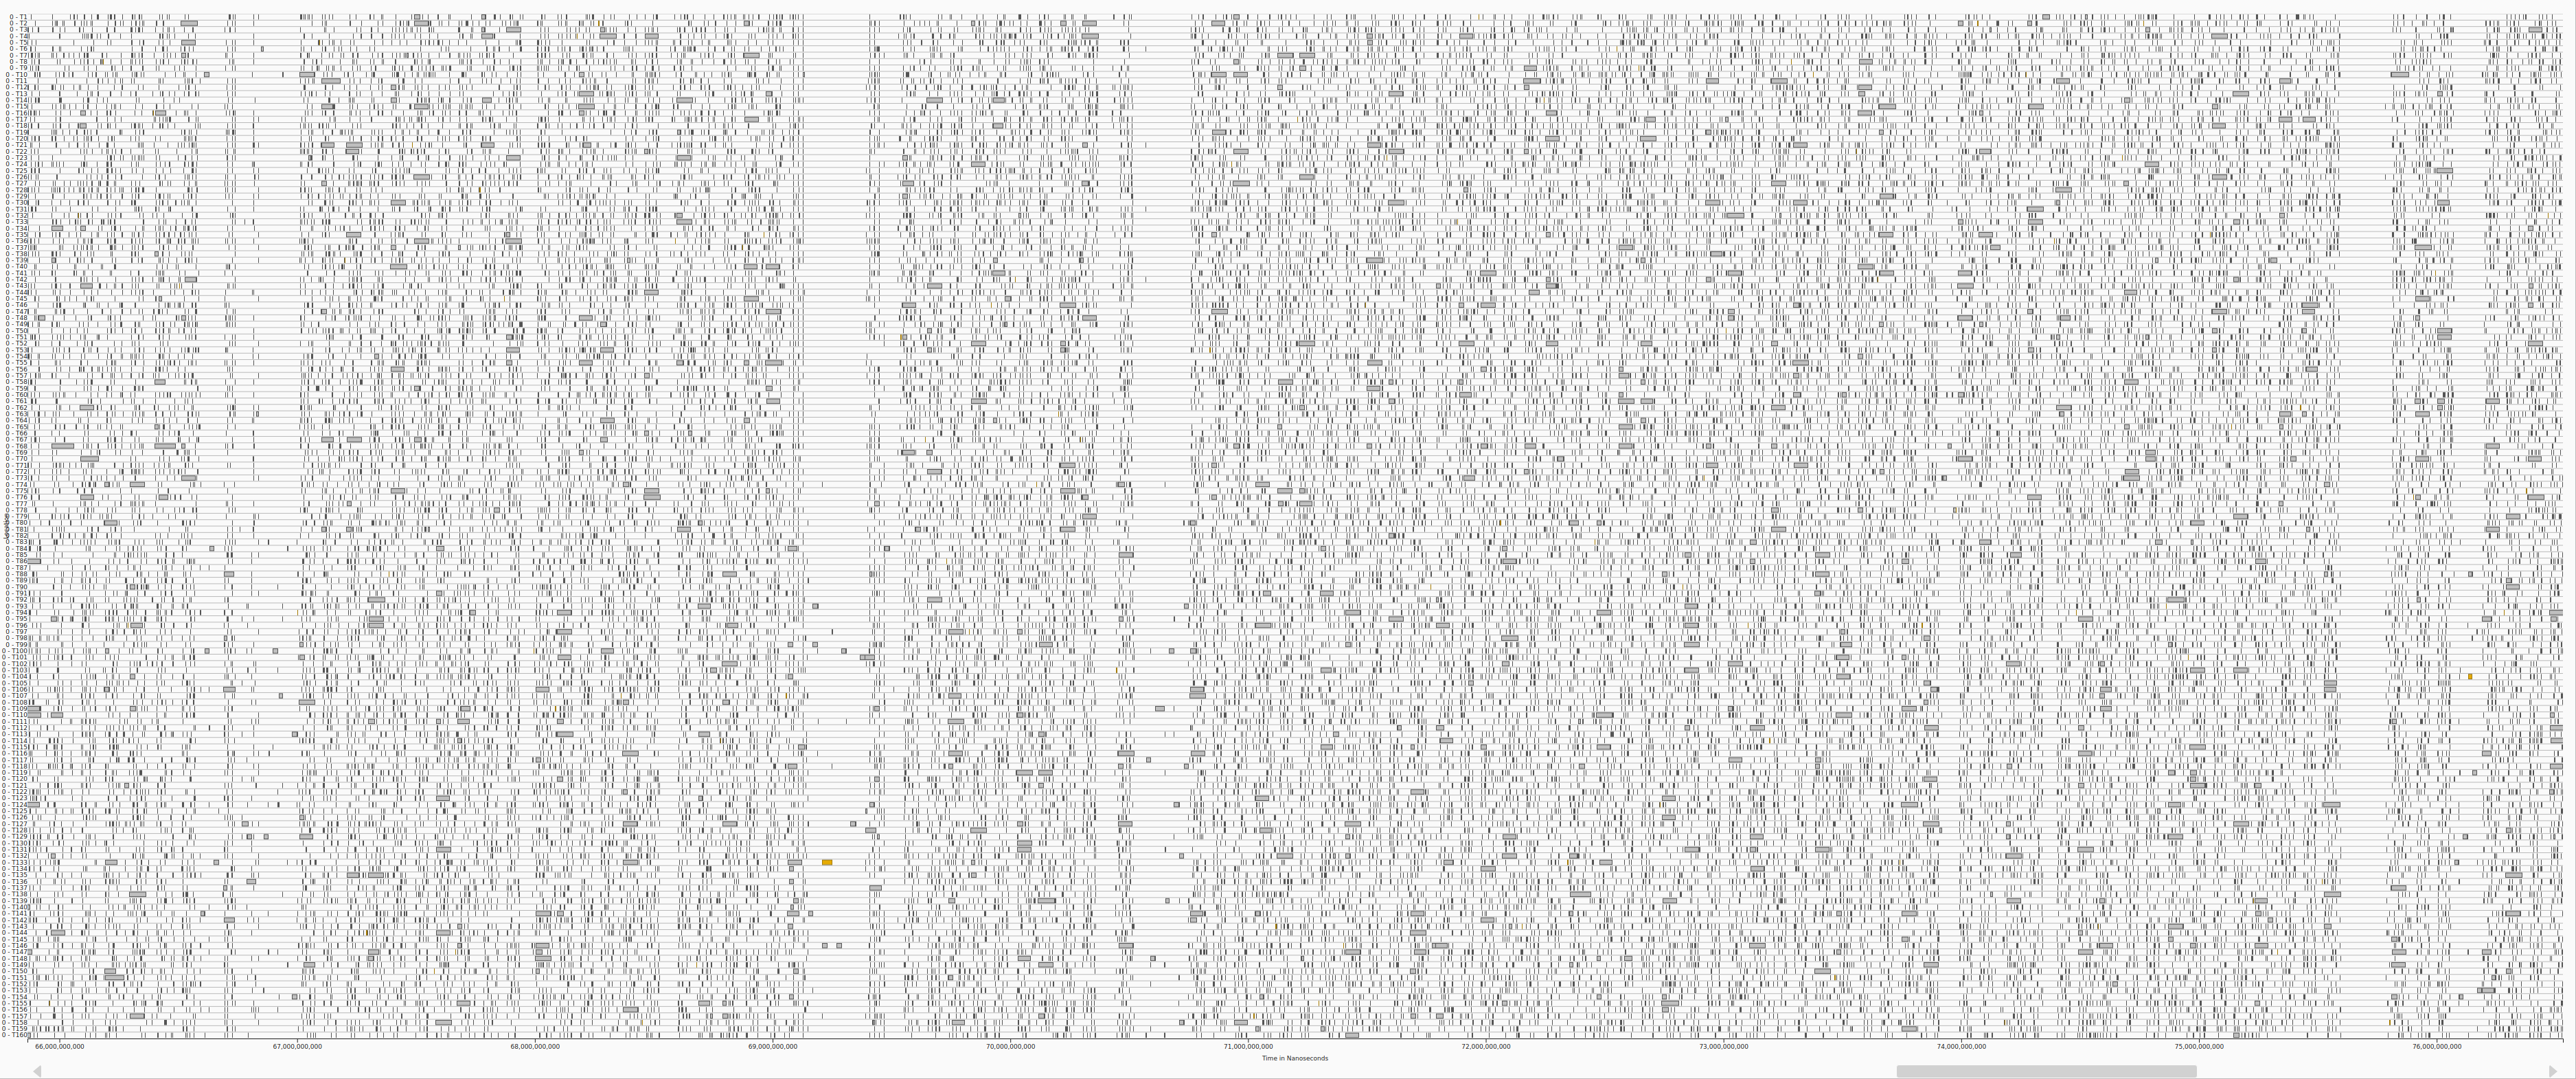 0 - T1
0 - T2
0 - T3
0 - T4
0 - T5
0 - T6
0 - T7
0 - T8
0 - T9
0 - T10
0 - T11
0 - T12
0 - T13
0 - T14
0 - T15
0 - T16
0 - T17
0 - T18
0 - T19
0 - T20
0 - T21
0 - T22
0 - T23
0 - T24
0 - T25
0 - T26
0 - T27
0 - T28
0 - T29
0 - T30
0 - T31
0 - T32
0 - T33
0 - T34
0 - T35
0 - T36
0 - T37
0 - T38
0 - T39
0 - T40
0 - T41
0 - T42
0 - T43
0 - T44
0 - T45
0 - T46
0 - T47
0 - T48
0 - T49
0 - T50
0 - T51
0 - T52
0 - T53
0 - T54
0 - T55
0 - T56
0 - T57
0 - T58
0 - T59
0 - T60
0 - T61
0 - T62
0 - T63
0 - T64
0 - T65
0 - T66
0 - T67
0 - T68
0 - T69
0 - T70
0 - T71
0 - T72
0 - T73
0 - T74
0 - T75
0 - T76
0 - T77
0 - T78
0 - T79
0 - T80
0 - T81
0 - T82
0 - T83
0 - T84
0 - T85
0 - T86
0 - T87
0 - T88
0 - T89
0 - T90
0 - T91
0 - T92
0 - T93
0 - T94
0 - T95
0 - T96
0 - T97
0 - T98
0 - T99
0 - T100
0 - T101
0 - T102
0 - T103
0 - T104
0 - T105
0 - T106
0 - T107
0 - T108
0 - T109
0 - T110
0 - T111
0 - T112
0 - T113
0 - T114
0 - T115
0 - T116
0 - T117
0 - T118
0 - T119
0 - T120
0 - T121
0 - T122
0 - T123
0 - T124
0 - T125
0 - T126
0 - T127
0 - T128
0 - T129
0 - T130
0 - T131
0 - T132
0 - T133
0 - T134
0 - T135
0 - T136
0 - T137
0 - T138
0 - T139
0 - T140
0 - T141
0 - T142
0 - T143
0 - T144
0 - T145
0 - T146
0 - T147
0 - T148
0 - T149
0 - T150
0 - T151
0 - T152
0 - T153
0 - T154
0 - T155
0 - T156
0 - T157
0 - T158
0 - T159
0 - T160
66,000,000,000 67,000,000,000 68,000,000,000 69,000,000,000 70,000,000,000 71,000,000,000 72,000,000,000 73,000,000,000 74,000,000,000 75,000,000,000 76,000,000,000
Time in Nanoseconds